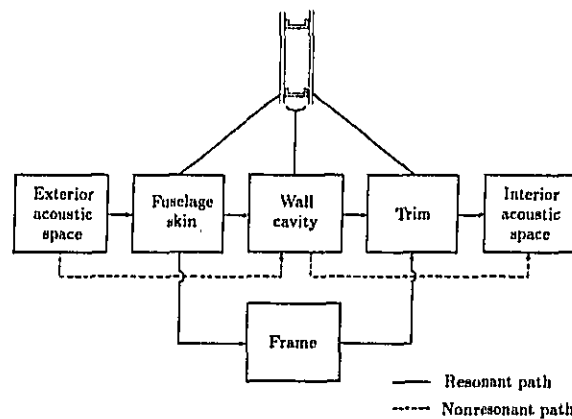 Exterior
acoustic
space
Fuselage
skin
Wall
cavity
Trim
Interior
acoustic
space
Frame
Resonant path
Nonresonant path